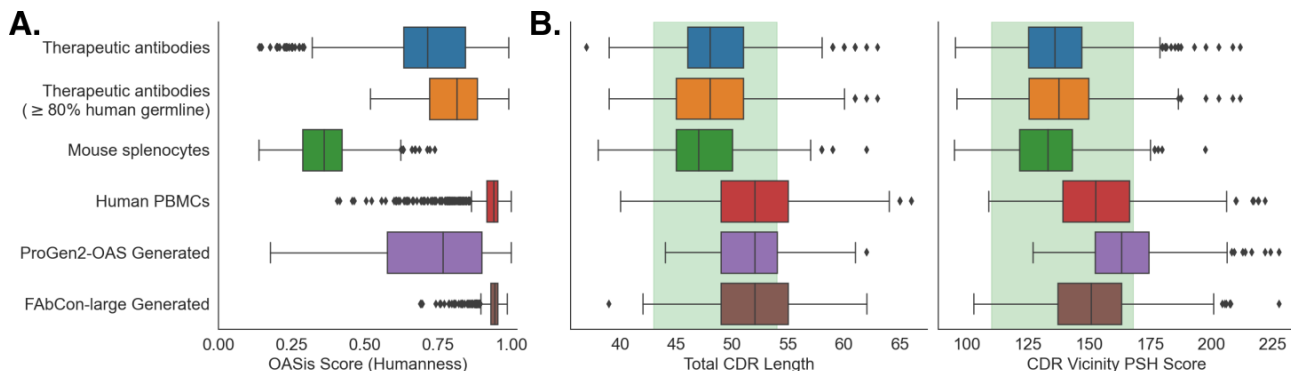 A.
B.
Therapeutic antibodies
Therapeutic antibodies
( ≥ 80% human germline)
Mouse splenocytes
Human PBMCs
ProGen2-OAS Generated
FAbCon-large Generated
0.00 0.25 0.50 0.75 1.00
OASis Score (Humanness)
40 45 50 55 60 65
Total CDR Length
100 125 150 175 200 225
CDR Vicinity PSH Score